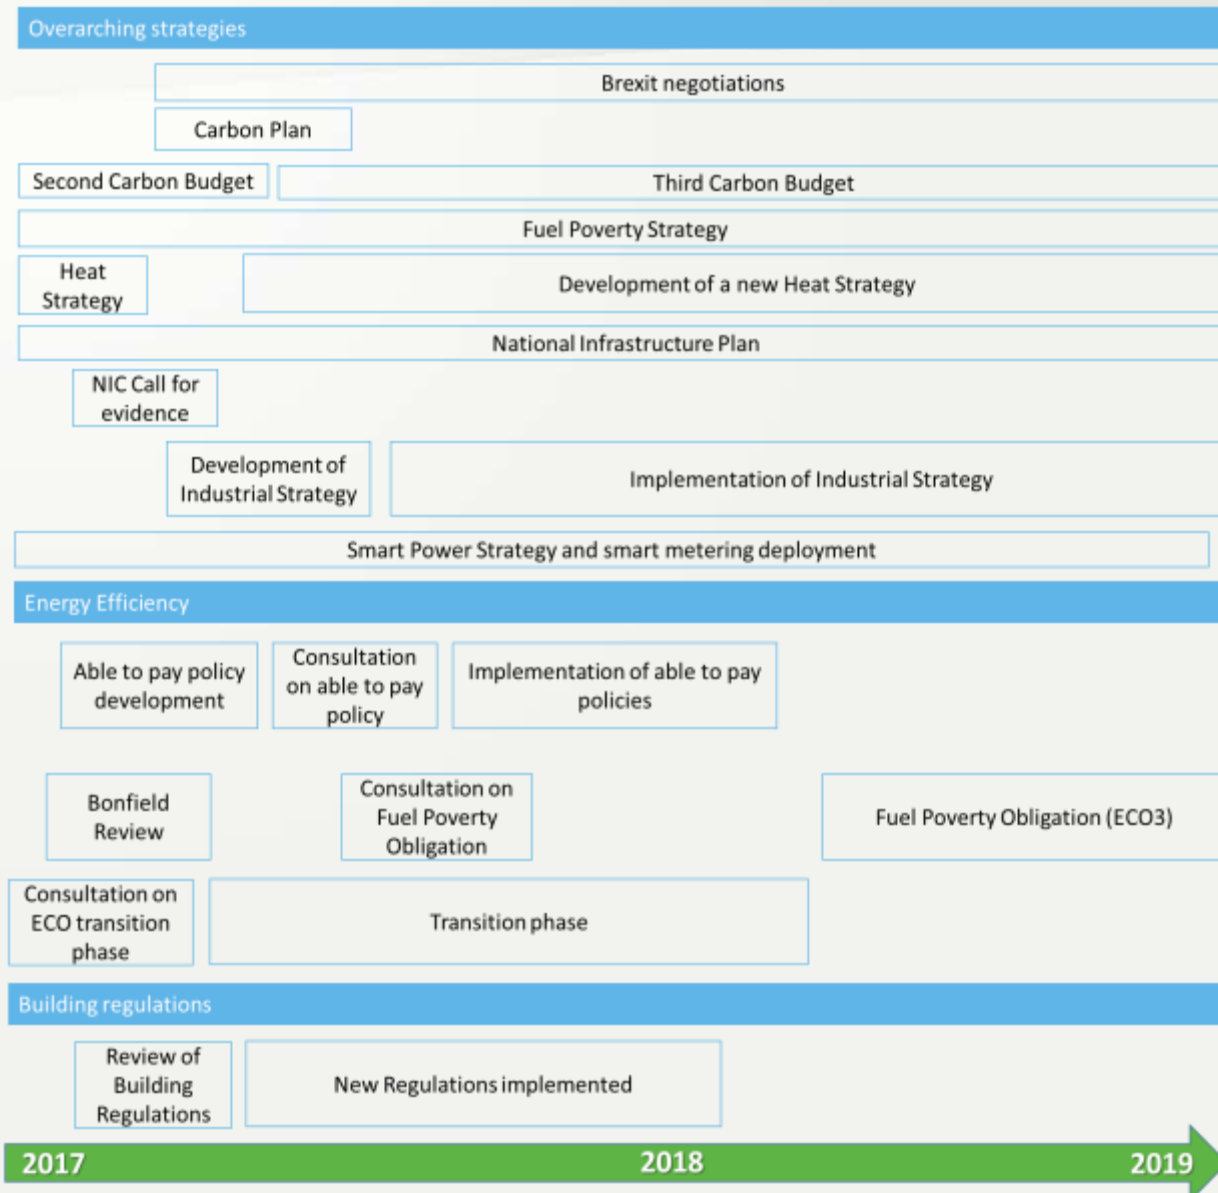 Overarching strategies
Brexit negotiations
Carbon Plan
Second Carbon Budget
Third Carbon Budget
Fuel Poverty Strategy
Heat
Strategy
Development of a new Heat Strategy
National Infrastructure Plan
NIC Call for
evidence
Development of
Industrial Strategy
Implementation of Industrial Strategy
Smart Power Strategy and smart metering deployment
Energy Efficiency
Able to pay policy
development
Consultation
on able to pay
policy
Implementation of able to pay
policies
Bonfield
Review
Consultation on
Fuel Poverty
Obligation
Fuel Poverty Obligation (ECO3)
Consultation on
ECO transition
phase
Transition phase
Building regulations
Review of
Building
Regulations
New Regulations implemented
2017
2018
2019